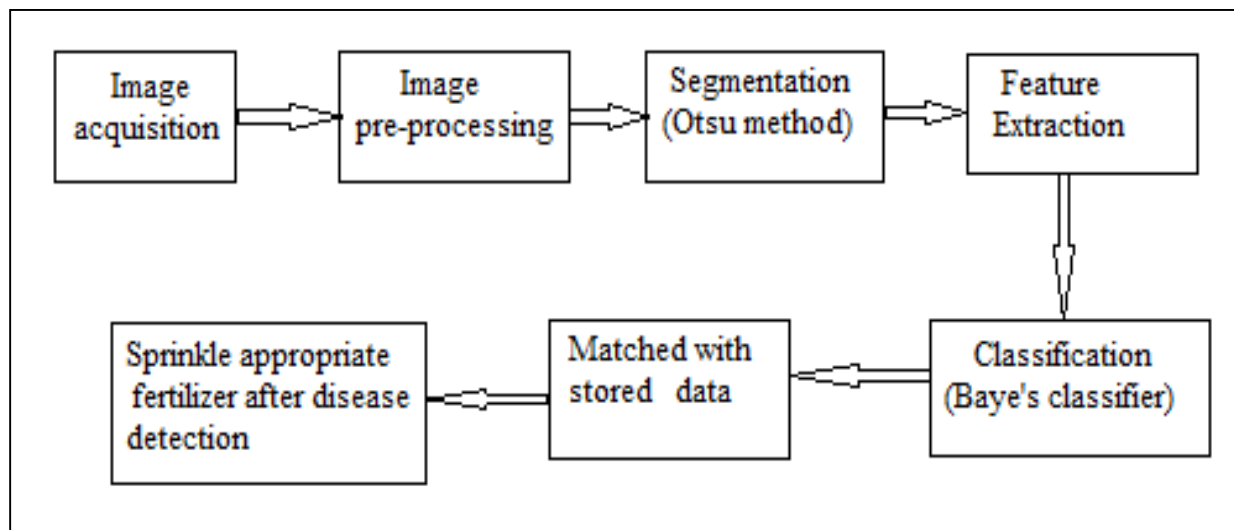 Image
acquisition
Image
pre-processing
Segmentation
(Otsu method)
Feature
Extraction
Classification
(Baye's classifier)
Matched with
stored data
Sprinkle appropriate
fertilizer after disease
detection